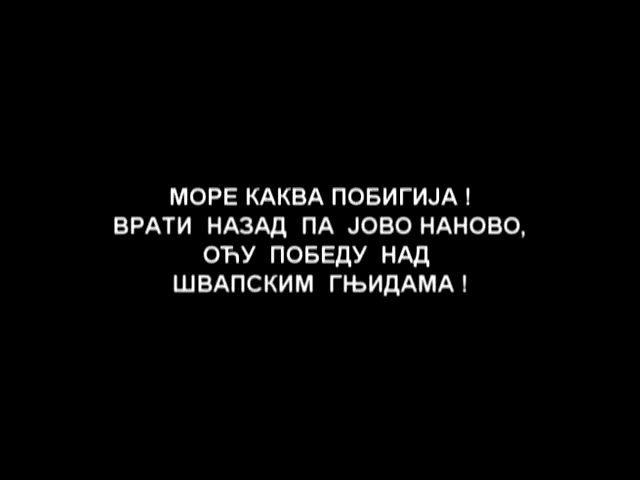 МОРЕ КАКВА ПОБИГИЈА !
ВРАТИ НАЗАД ПА ЈОВО НАНОВО,
ОЋУ ПОБЕДУ НАД
ШВАПСКИМ ГЊИДАМА !